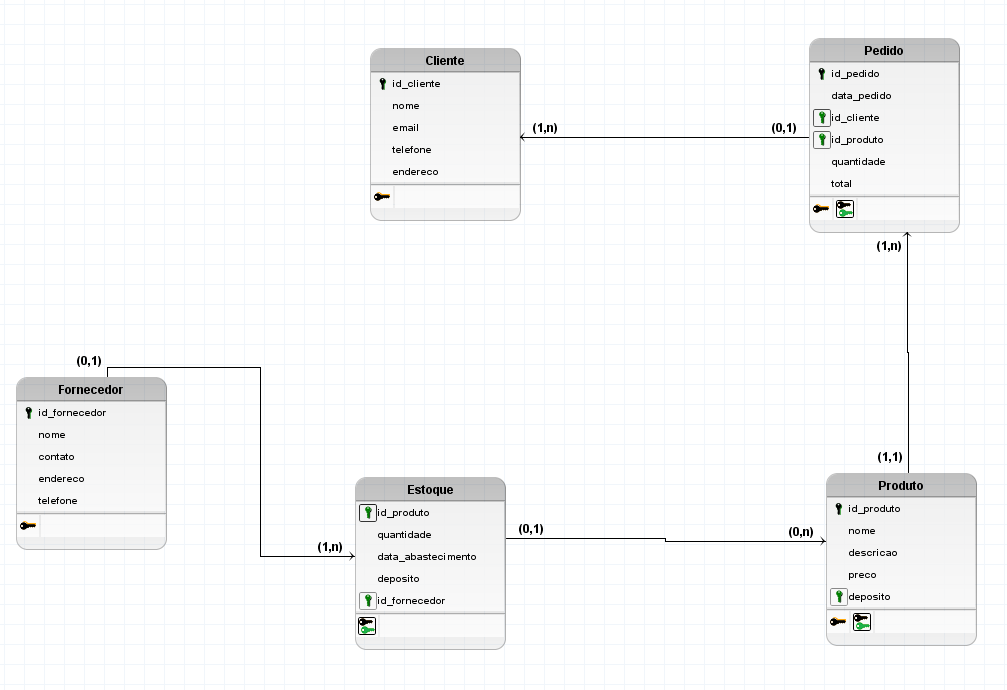 Cliente
id_cliente
nome
email
telefone
endereco
(1,n)
(0,1)
Pedido
id_pedido
data_pedido
id_cliente
id_produto
quantidade
total
(1,n)
(1,1)
(0,1)
Fornecedor
id_fornecedor
nome
contato
endereco
telefone
(1,n)
Estoque
id_produto
quantidade
data_abastecimento
deposito
id_fornecedor
(0,1)
(0,n)
Produto
id_produto
nome
descricao
preco
deposito